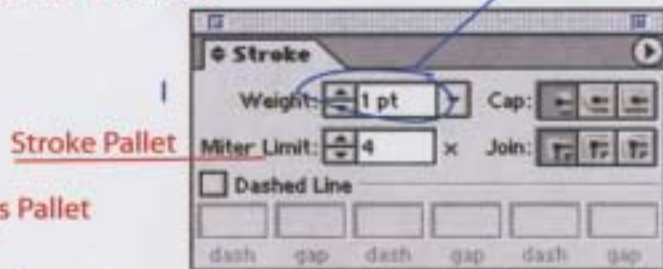 Stroke
Weight: 1 pt Cap:
Stroke Pallet Miter Limit: 4 x Join:
Dashed Line
s Pallet
dash gap dash gap dash gap